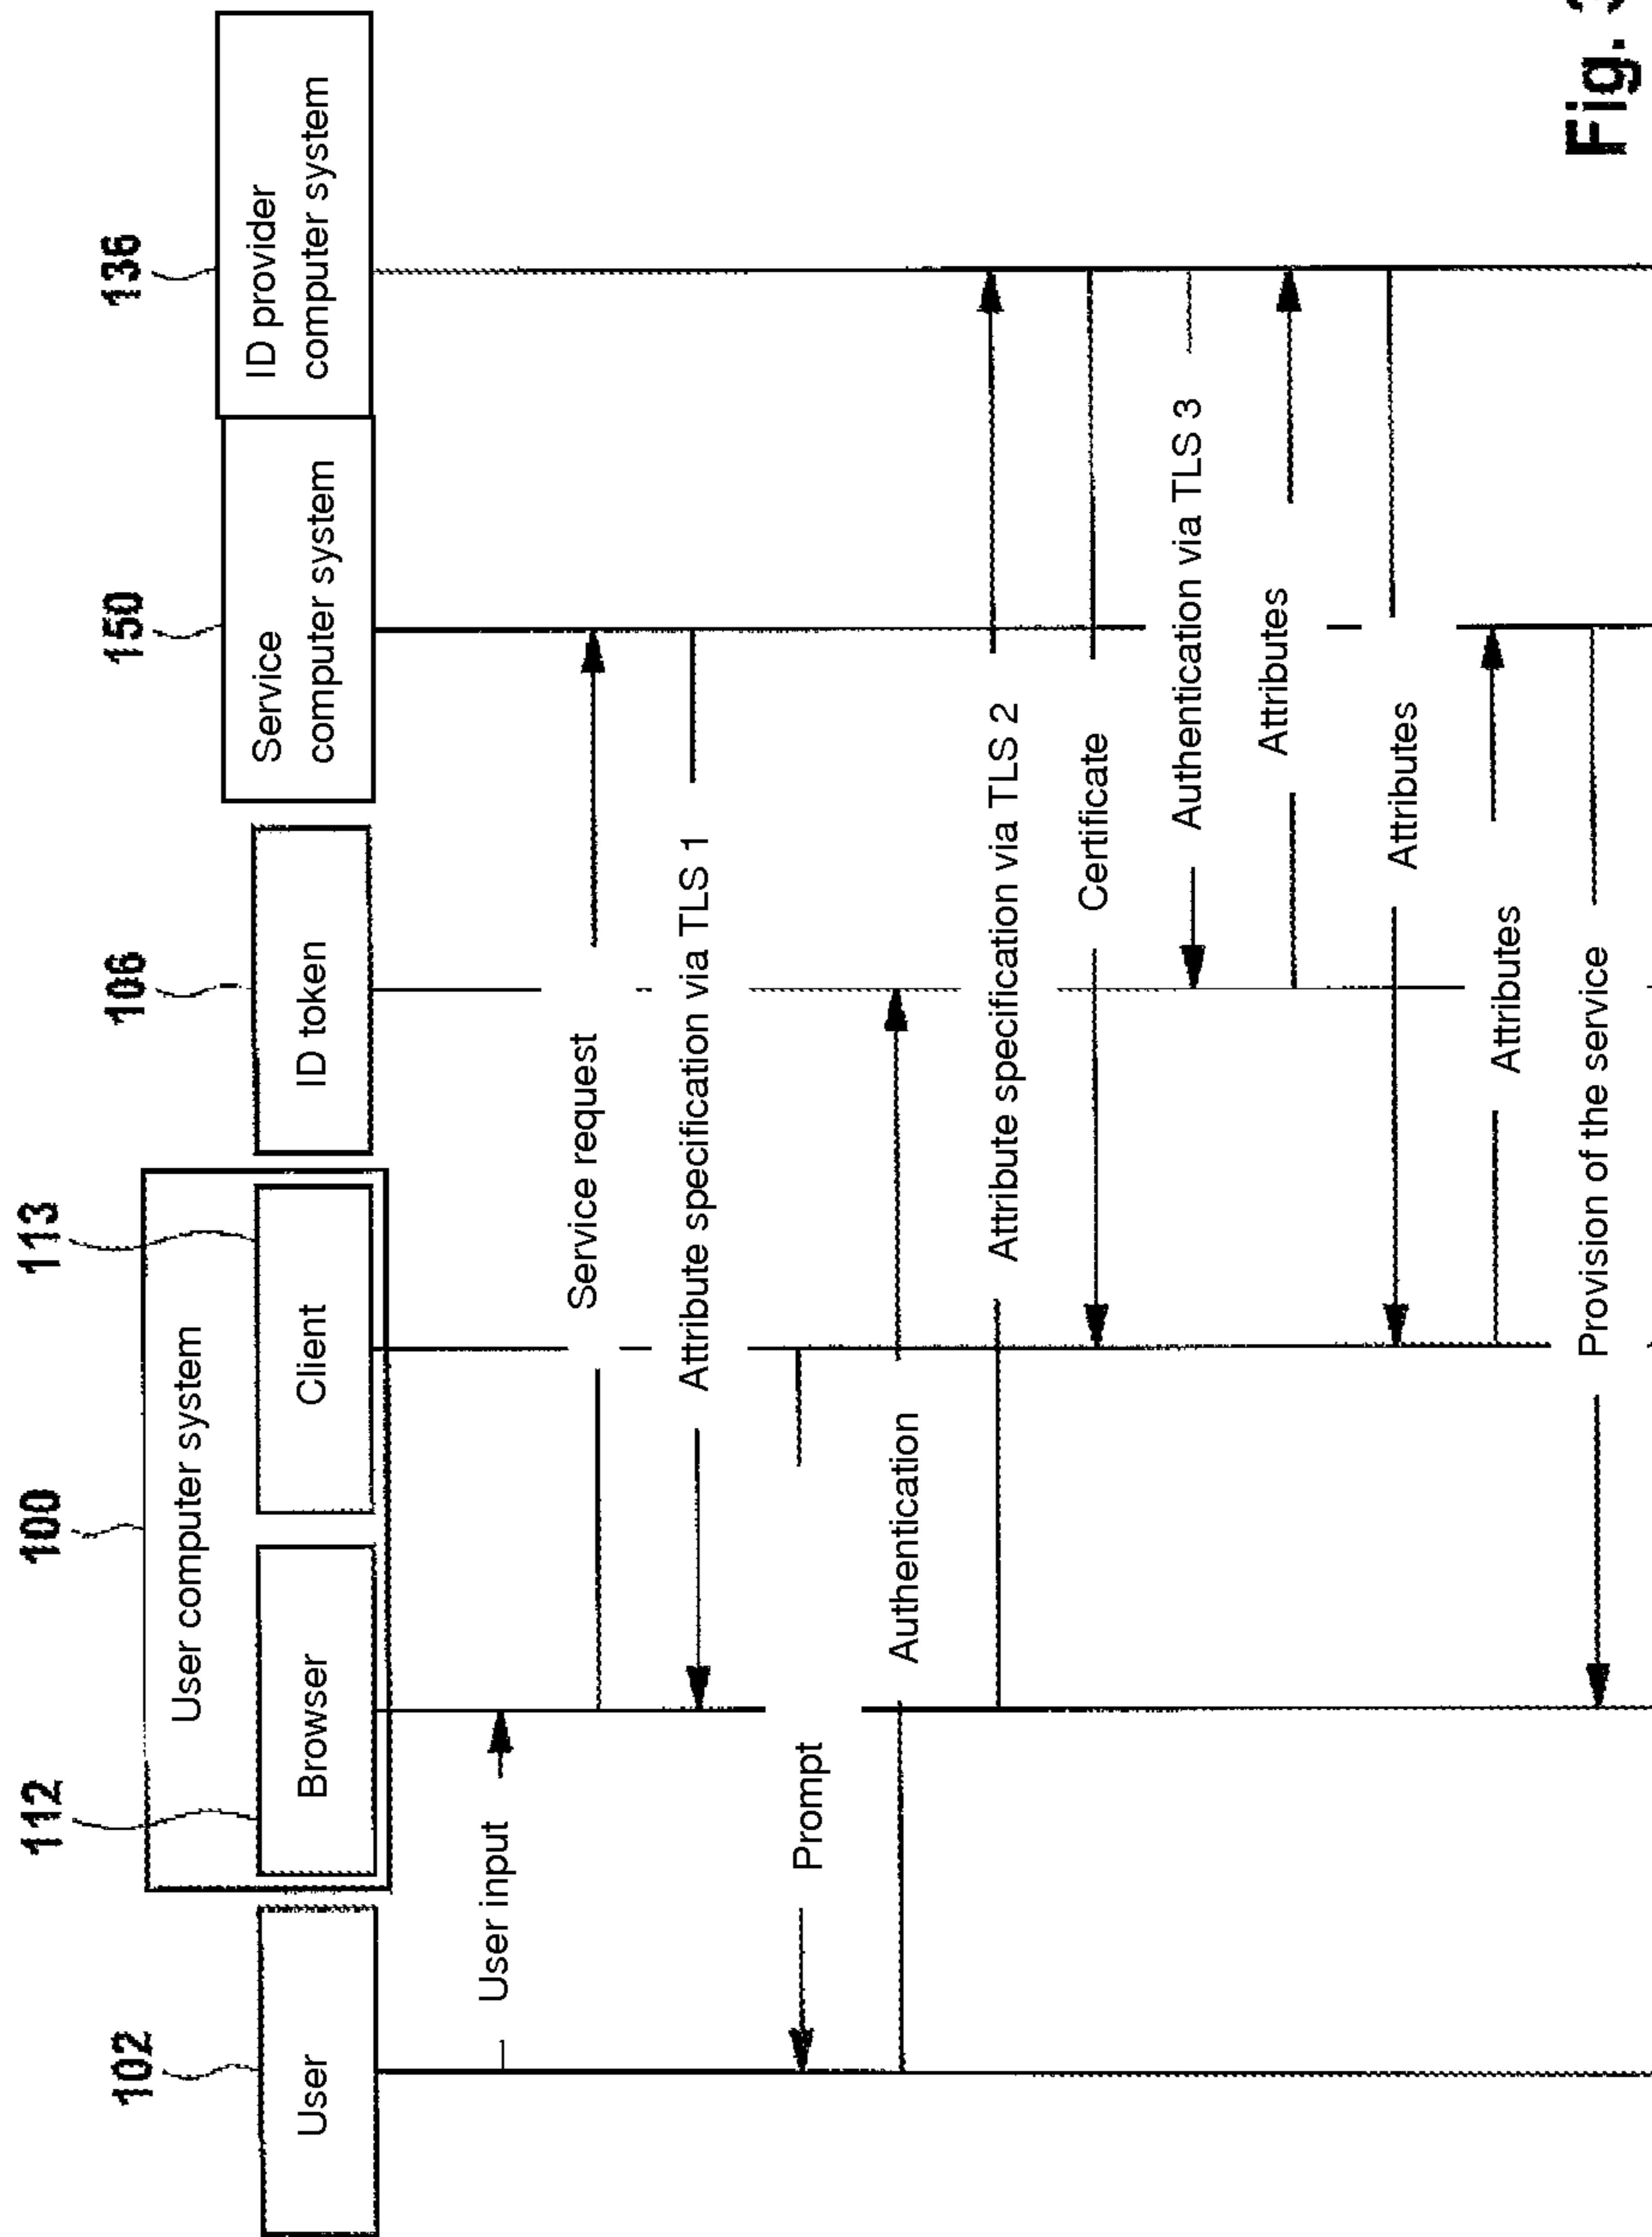 102
112
100
113
106
150
136
User
User computer system
Browser
Client
ID token
Service
computer system
ID provider
computer system
User input
Service request
Attribute specification via TLS 1
Prompt
Authentication
Attribute specification via TLS 2
Certificate
Authentication via TLS 3
Attributes
Attributes
Attributes
Provision of the service
Fig.